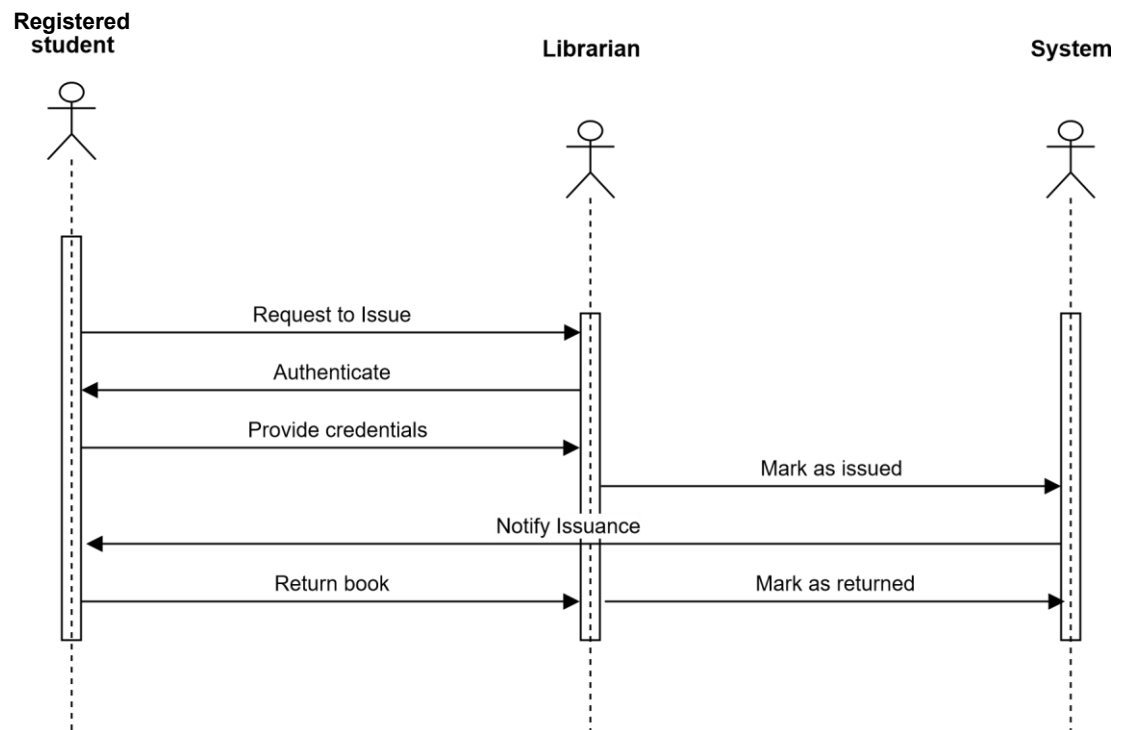 Registered
student
Librarian
System
Request to Issue
Authenticate
Provide credentials
Mark as issued
Notify Issuance
Return book
Mark as returned